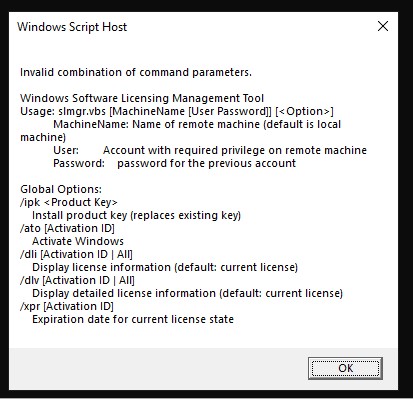 Windows Script Host
Invalid combination of command parameters.
Windows Software Licensing Management Tool
Usage: slmgr.vbs [MachineName [User Password]] [<Option>]
MachineName: Name of remote machine (default is local
machine)
User: Account with required privilege on remote machine
Password: password for the previous account
Global Options:
/ipk <Product Key>
Install product key (replaces existing key)
/ato [Activation ID]
Activate Windows
/dli [Activation ID | All]
Display license information (default: current license)
/dlv [Activation ID | All]
Display detailed license information (default: current license)
/xpr [Activation ID]
Expiration date for current license state
OK